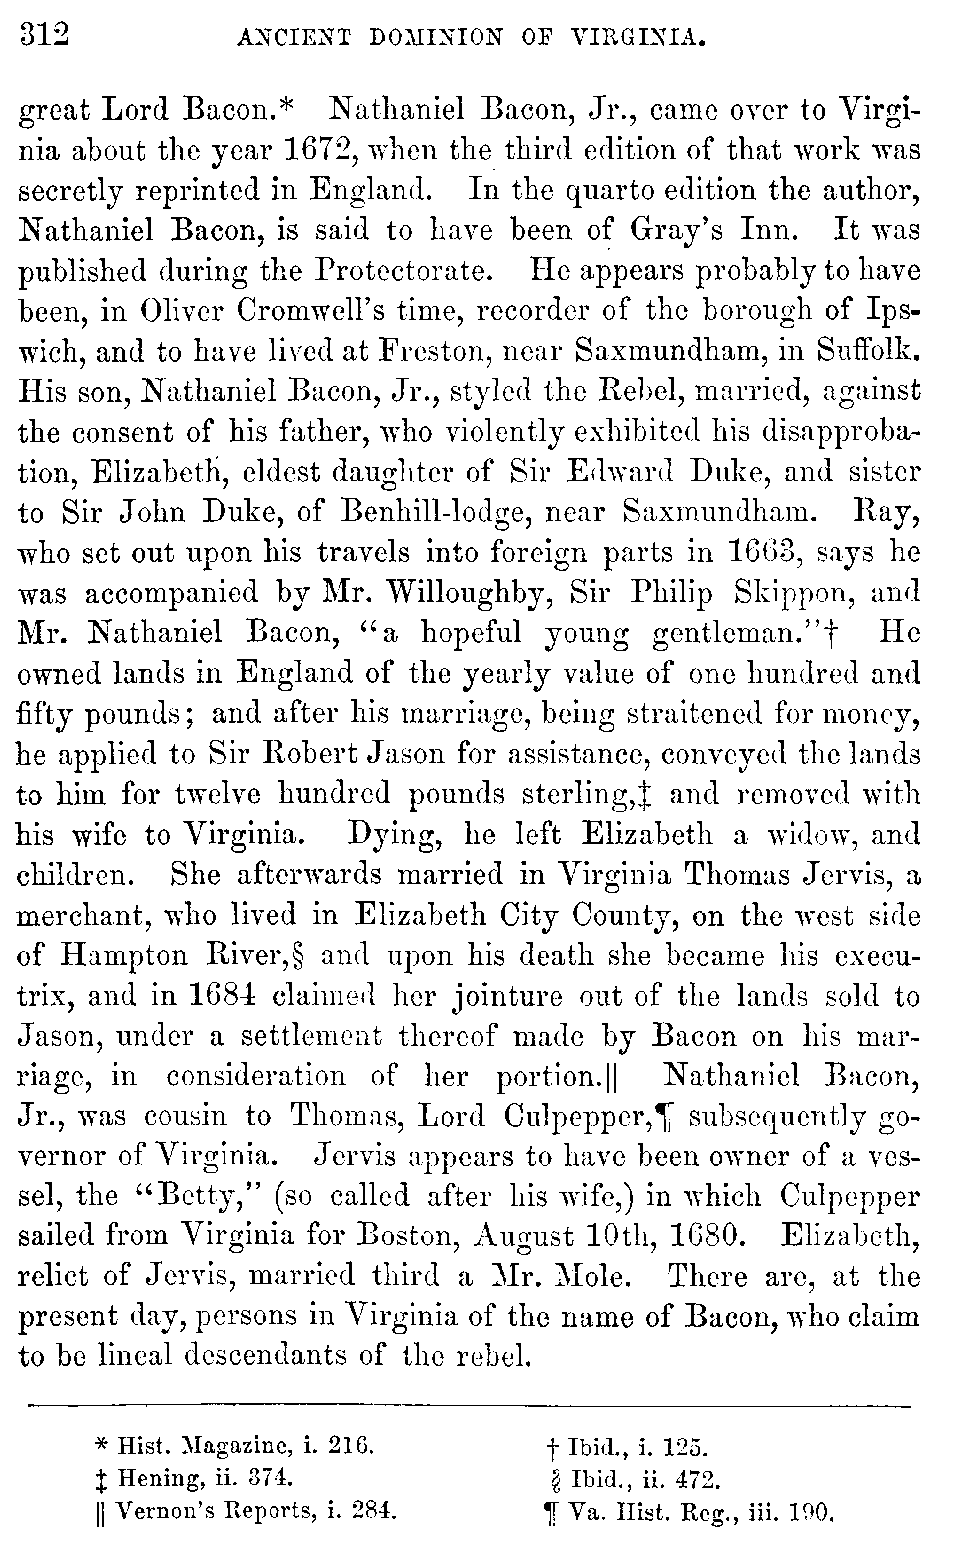 312 ANCIENT DOMINION OF VIRGINIA.
great Lord Bacon.* Nathaniel Bacon, Jr., came over to Virgi-
nia about the year 1672, when the third edition of that work was
secretly reprinted in England. In the quarto edition the author,
Nathaniel Bacon, is said to have been of Gray's Inn. It was
published during the Protectorate. He appears probably to have
been, in Oliver Cromwell's time, recorder of the borough of Ips-
wich, and to have lived at Freston, near Saxmundham, in Suffolk.
His son, Nathaniel Bacon, Jr., styled the Rebel, married, against
the consent of his father, who violently exhibited his disapproba-
tion, Elizabeth, eldest daughter of Sir Edward Duke, and sister
to Sir John Duke, of Benhill-lodge, near Saxmundham. Ray,
who set out upon his travels into foreign parts in 1663, says he
was accompanied by Mr. Willoughby, Sir Philip Skippon, and
Mr. Nathaniel Bacon, "a hopeful young gentleman."† He
owned lands in England of the yearly value of one hundred and
fifty pounds; and after his marriage, being straitened for money,
he applied to Sir Robert Jason for assistance, conveyed the lands
to him for twelve hundred pounds sterling,‡ and removed with
his wife to Virginia. Dying, he left Elizabeth a widow, and
children. She afterwards married in Virginia Thomas Jervis, a
merchant, who lived in Elizabeth City County, on the west side
of Hampton River,§ and upon his death she became his execu-
trix, and in 1684 claimed her jointure out of the lands sold to
Jason, under a settlement thereof made by Bacon on his mar-
riage, in consideration of her portion.|| Nathaniel Bacon,
Jr., was cousin to Thomas, Lord Culpepper,¶ subsequently go-
vernor of Virginia. Jervis appears to have been owner of a ves-
sel, the "Betty," (so called after his wife,) in which Culpepper
sailed from Virginia for Boston, August 10th, 1680. Elizabeth,
relict of Jervis, married third a Mr. Mole. There are, at the
present day, persons in Virginia of the name of Bacon, who claim
to be lineal descendants of the rebel.
* Hist. Magazine, i. 216. † Ibid., i. 125.
‡ Hening, ii. 374. § Ibid., ii. 472.
|| Vernon's Reports, i. 284. ¶ Va. Hist. Reg., iii. 190.